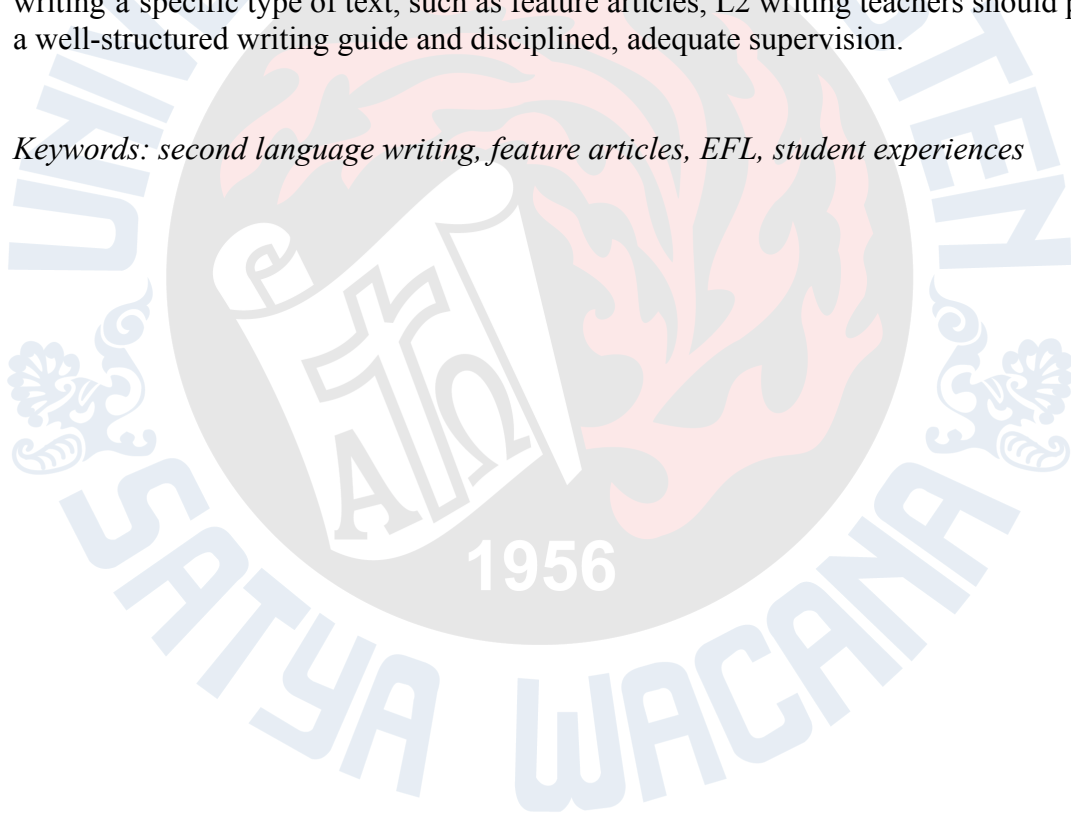 writing a specific type of text, such as feature articles, L2 writing teachers should
a well-structured writing guide and disciplined, adequate supervision.
Keywords: second language writing, feature articles, EFL, student experiences
ΑΩ
1956
SATYA WACANA